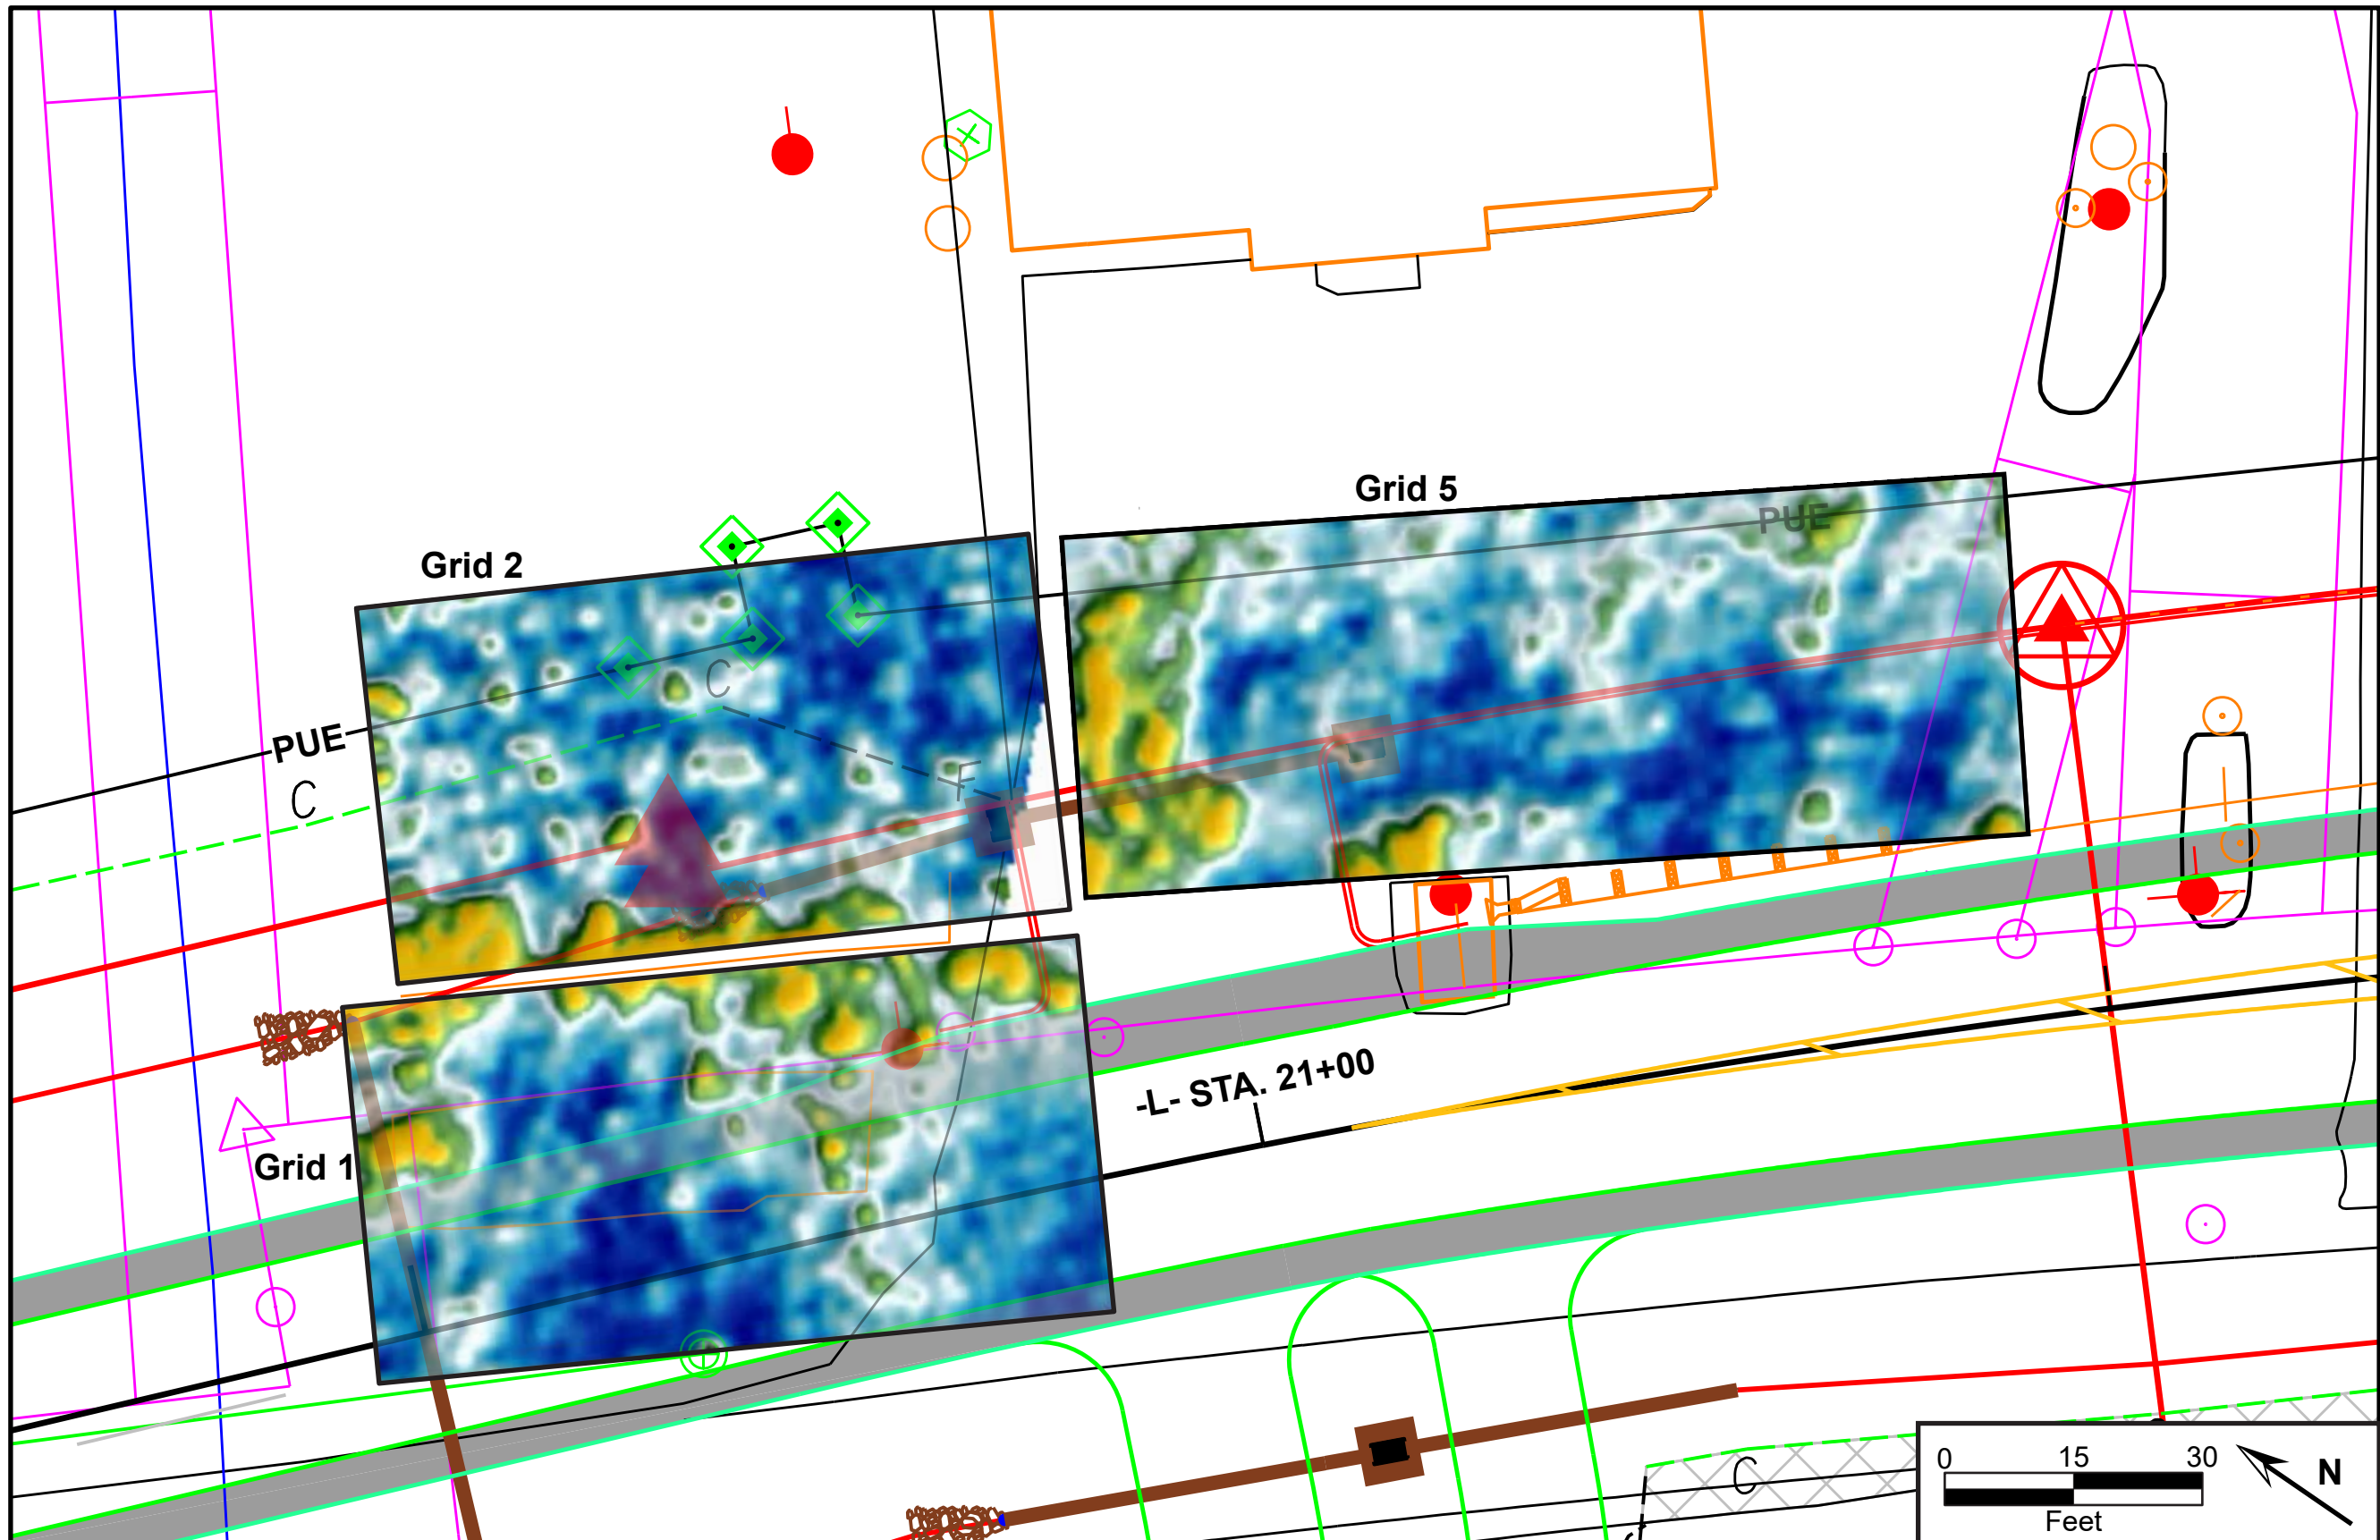 Grid 5
PUE
Grid 2
C
PUE
C
F
-L- STA. 21+00
Grid 1
0 15 30
Feet
N
C